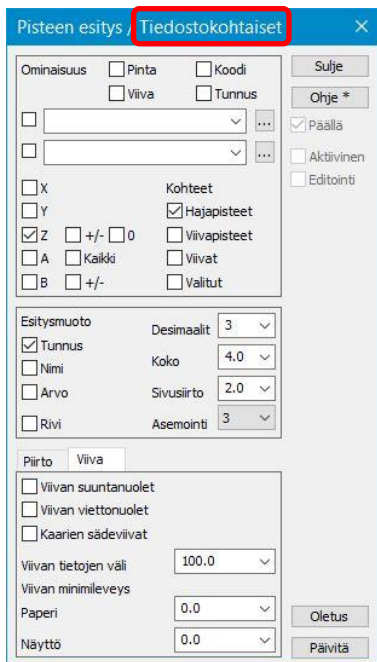 Pisteen esitys / Tiedostokohtaiset
Ominaisuus Pinta Koodi Sulje
Viiva Tunnus Ohje *
... Päällä
... Aktiivinen
Editointi
X Kohteet
Y Hajapisteet
Z +/- 0 Viivapisteet
A Kaikki Viivat
B +/- Valitut
Esitysmuoto Desimaalit 3
Tunnus
Nimi Koko 4.0
Arvo Sivusiirto 2.0
Rivi Asemointi 3
Piirto Viiva
Viivan suuntanuolet
Viivan viettonuolet
Kaarien sädeviivat
Viivan tietojen väli 100.0
Viivan minimileveys
Paperi 0.0 Oletus
Näyttö 0.0 Päivitä